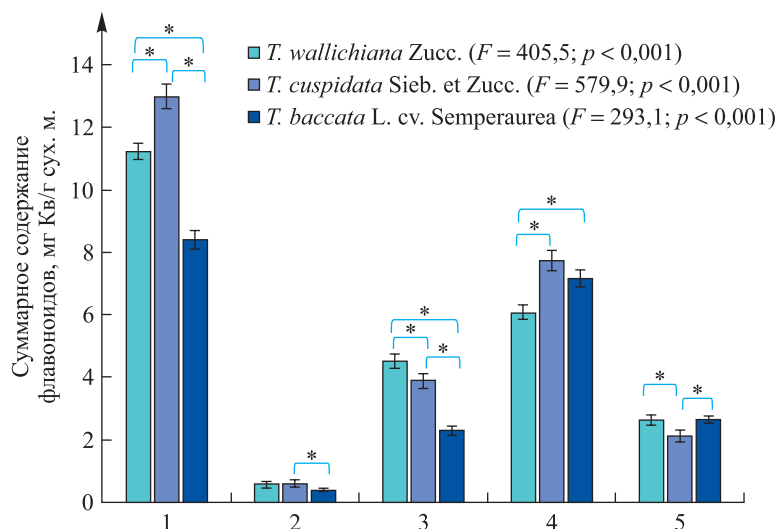 Суммарное содержание
флавоноидов, мг Кв/г сух. м.
14
12
10
8
6
4
2
0
T. wallichiana Zucc. (F = 405,5; p < 0,001)
T. cuspidata Sieb. et Zucc. (F = 579,9; p < 0,001)
T. baccata L. cv. Semperaurea (F = 293,1; p < 0,001)
*
* *
*
*
* *
*
*
* *
1 2 3 4 5